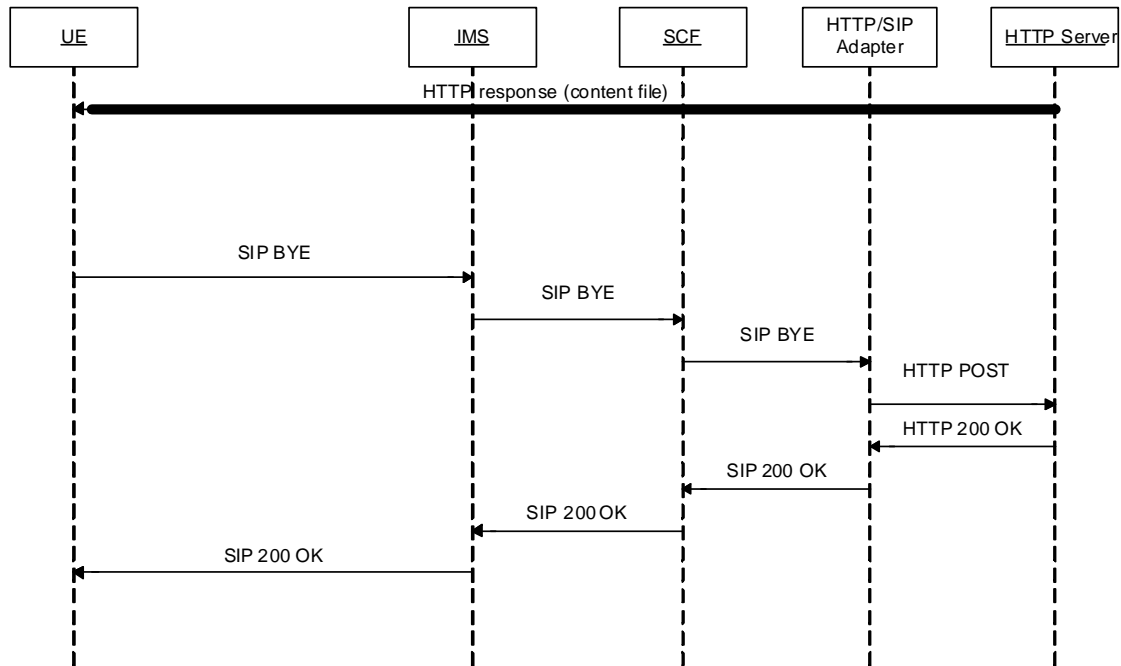 UE
IMS
SCF
HTTP/SIP
Adapter
HTTP Server
HTTP response (content file)
SIP BYE
SIP BYE
SIP BYE
HTTP POST
HTTP 200 OK
SIP 200 OK
SIP 200 OK
SIP 200 OK